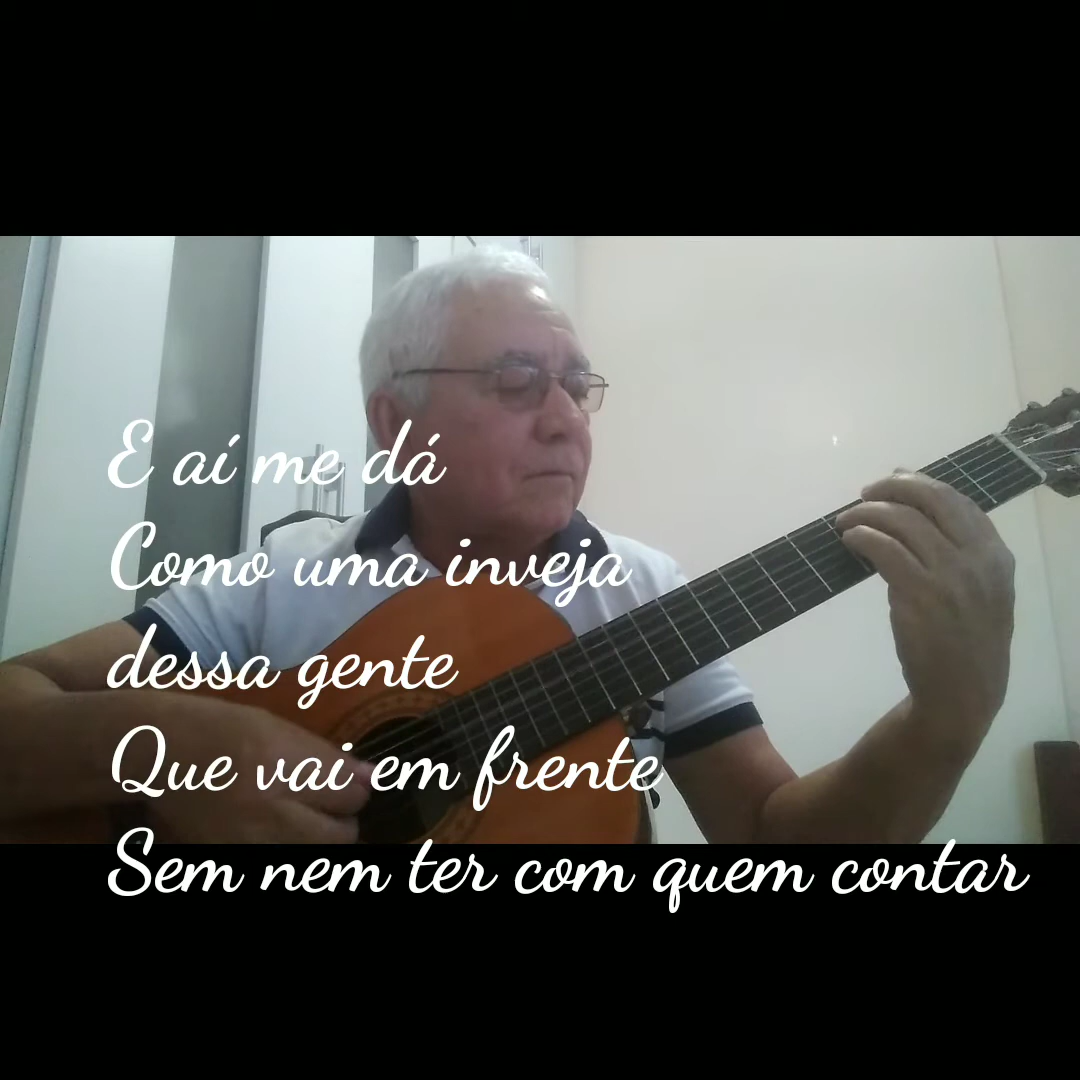 E aí me dá
Como uma inveja
dessa gente
Que vai em frente
Sem nem ter com quem contar